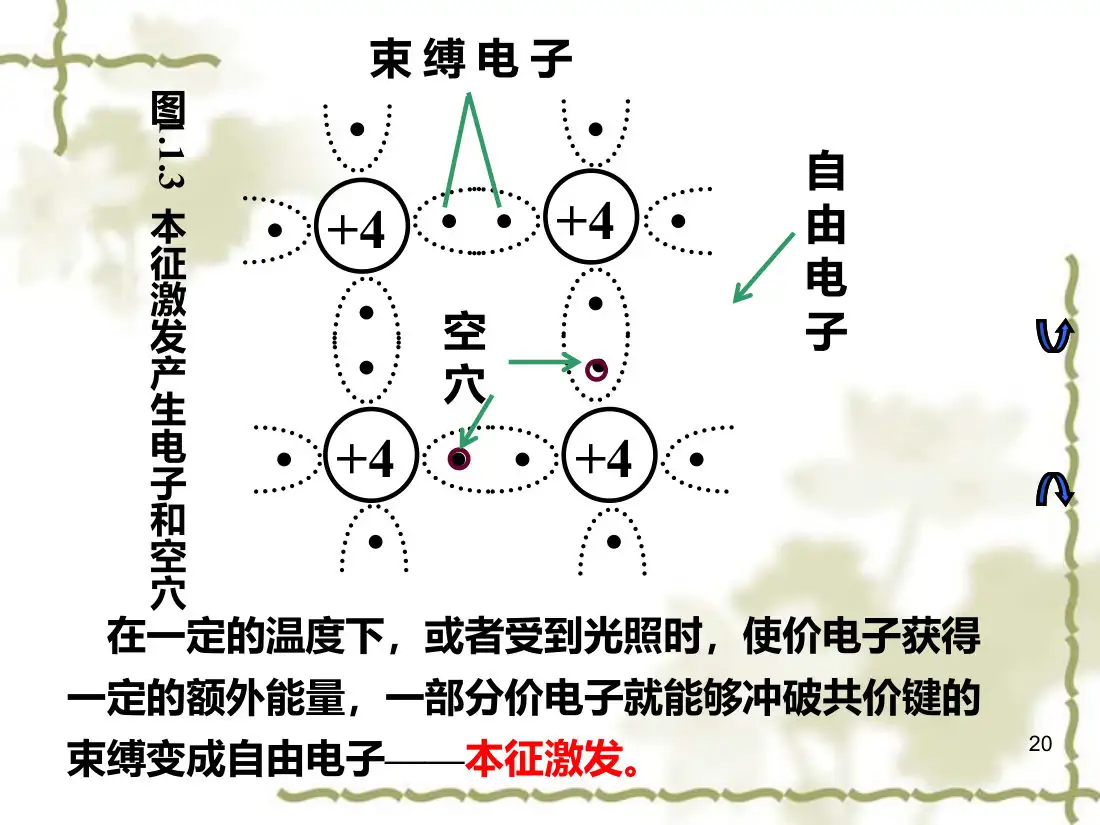 束缚电子
图1.1.3 本征激发产生电子和空穴
自由电子
+4
+4
空穴
+4
+4
在一定的温度下，或者受到光照时，使价电子获得
一定的额外能量，一部分价电子就能够冲破共价键的
束缚变成自由电子——本征激发。
20